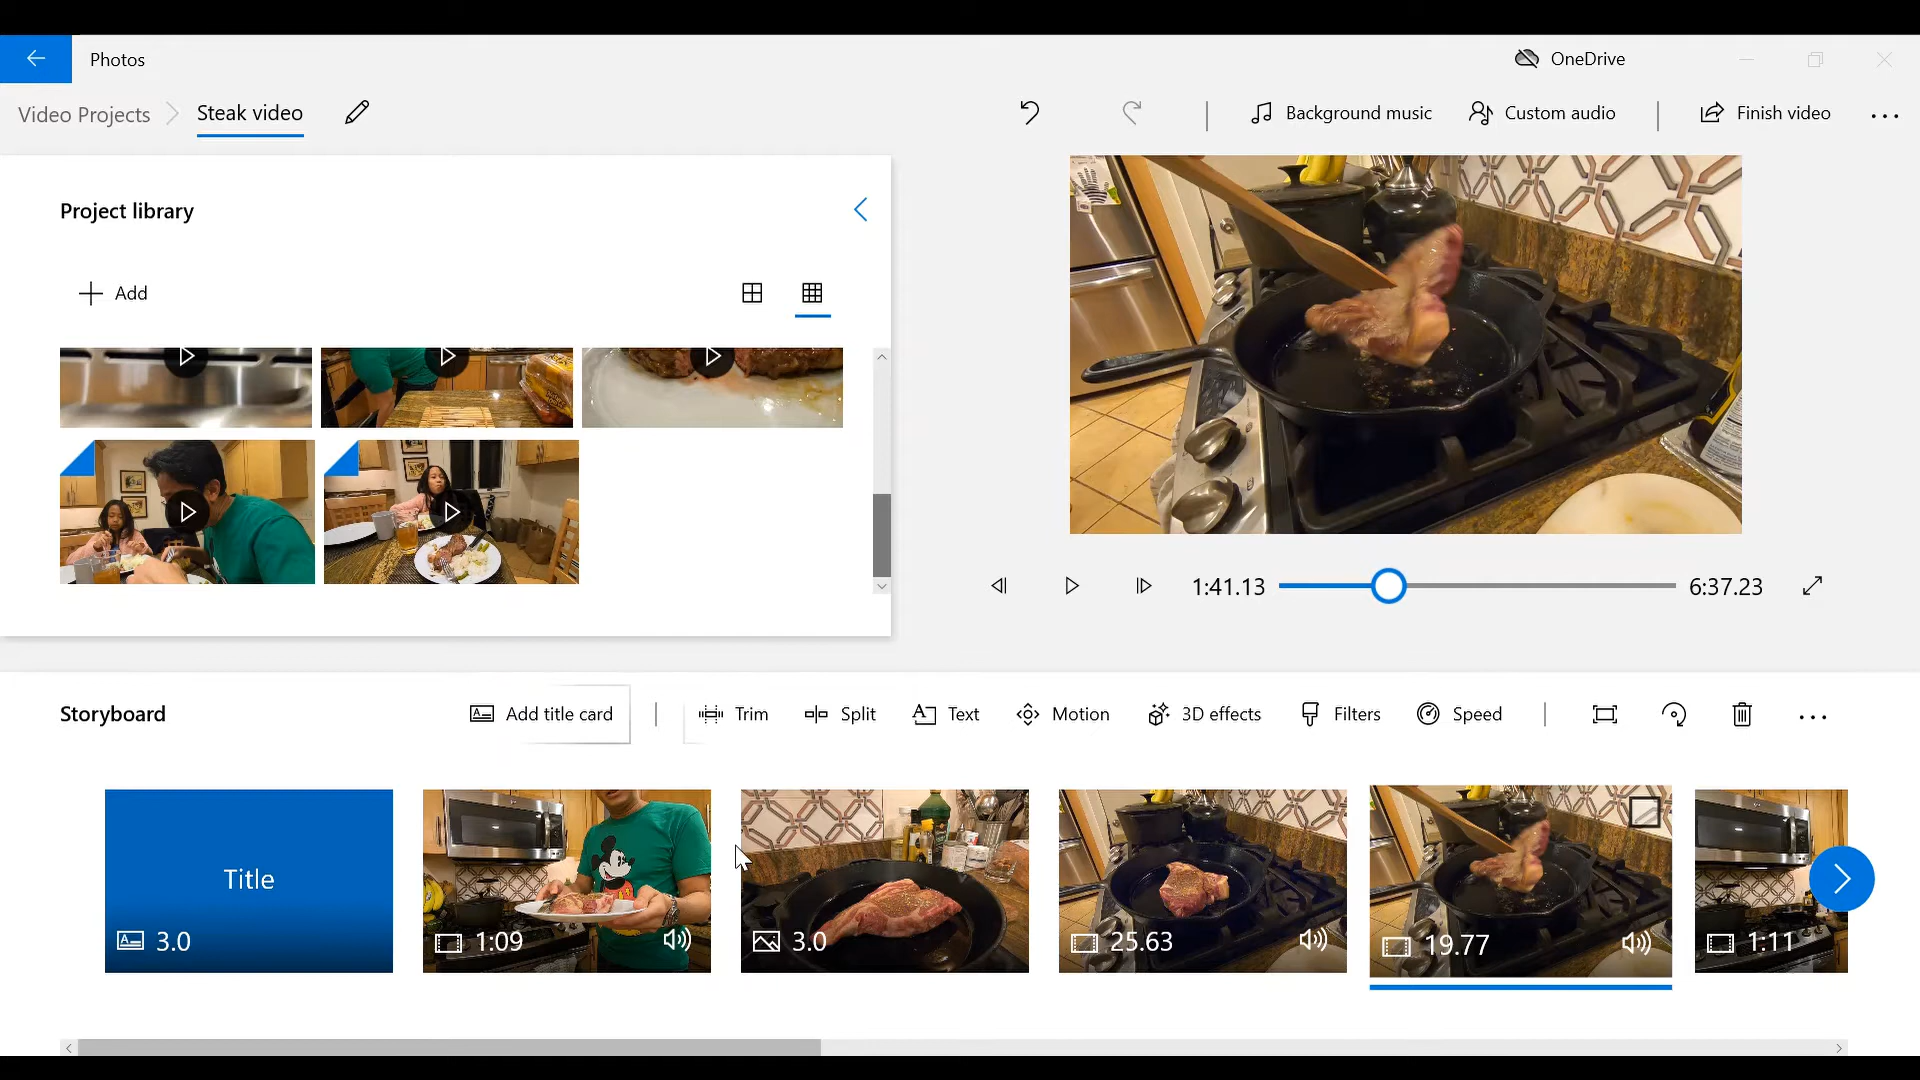 Photos
OneDrive
Video Projects
Steak video
Background music
Custom audio
Finish video
Project library
Add
1:41.13
6:37.23
Storyboard
Add title card
Trim
Split
Text
Motion
3D effects
Filters
Speed
Title
3.0
1:09
3.0
25.63
19.77
1:11